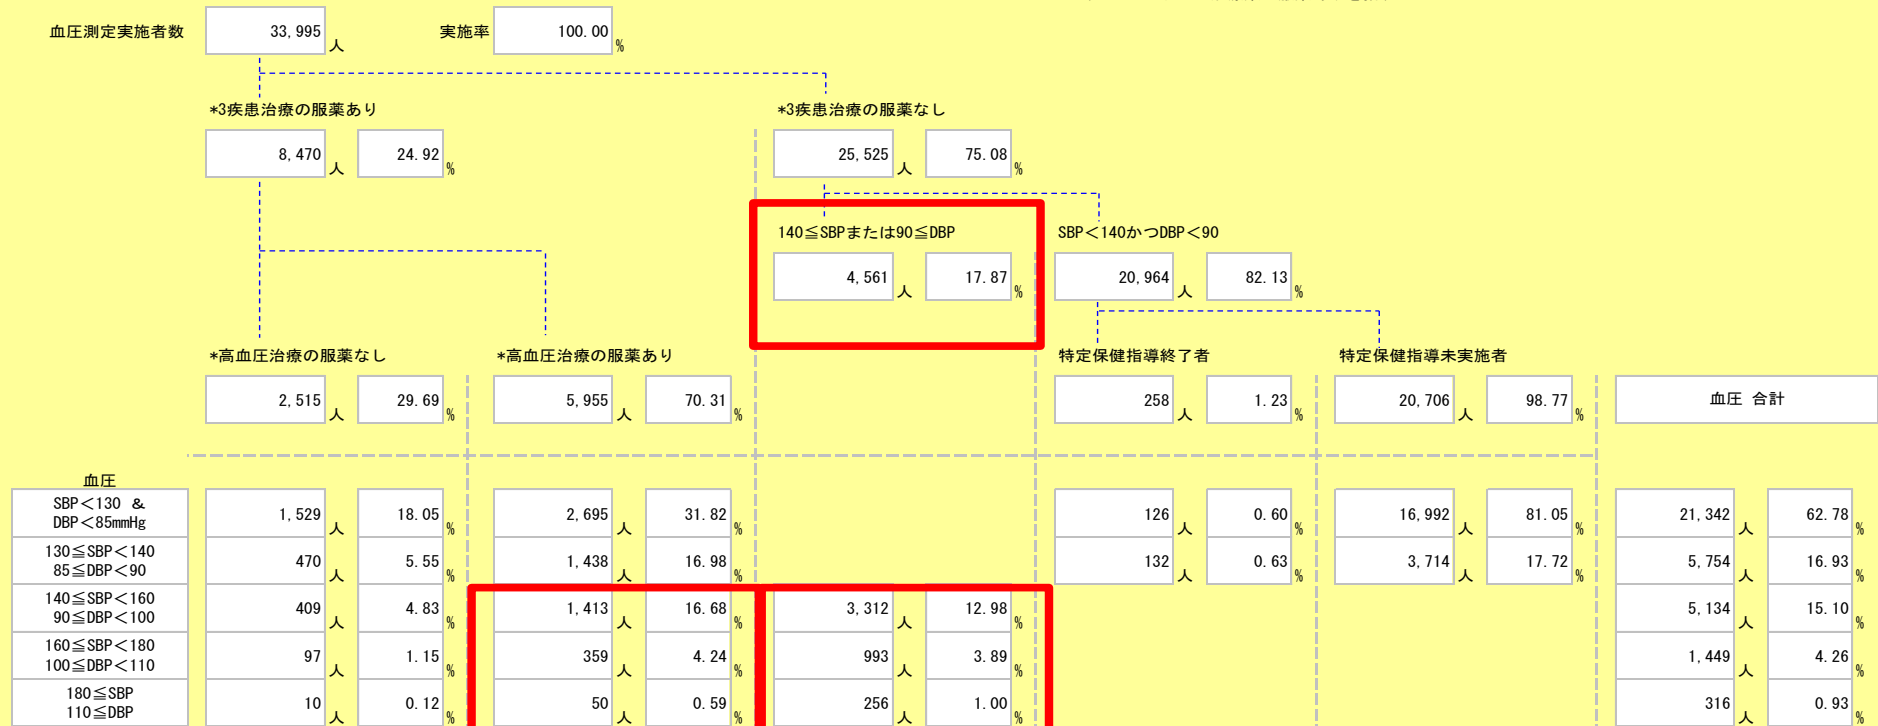 血圧測定実施者数 33,995 人 実施率 100.00 %
*3疾患治療の服薬あり *3疾患治療の服薬なし
8,470 人 24.92 % 25,525 人 75.08 %
140≦SBPまたは90≦DBP SBP＜140かつDBP＜90
4,561 人 17.87 % 20,964 人 82.13 %
*高血圧治療の服薬なし *高血圧治療の服薬あり 特定保健指導終了者 特定保健指導未実施者
2,515 人 29.69 % 5,955 人 70.31 % 258 人 1.23 % 20,706 人 98.77 % 血圧 合計
血圧
SBP＜130 &
DBP＜85mmHg
1,529 人 18.05 % 2,695 人 31.82 % 126 人 0.60 % 16,992 人 81.05 % 21,342 人 62.78 %
130≦SBP＜140
85≦DBP＜90
470 人 5.55 % 1,438 人 16.98 % 132 人 0.63 % 3,714 人 17.72 % 5,754 人 16.93 %
140≦SBP＜160
90≦DBP＜100
409 人 4.83 % 1,413 人 16.68 % 3,312 人 12.98 % 5,134 人 15.10 %
160≦SBP＜180
100≦DBP＜110
97 人 1.15 % 359 人 4.24 % 993 人 3.89 % 1,449 人 4.26 %
180≦SBP
110≦DBP
10 人 0.12 % 50 人 0.59 % 256 人 1.00 % 316 人 0.93 %